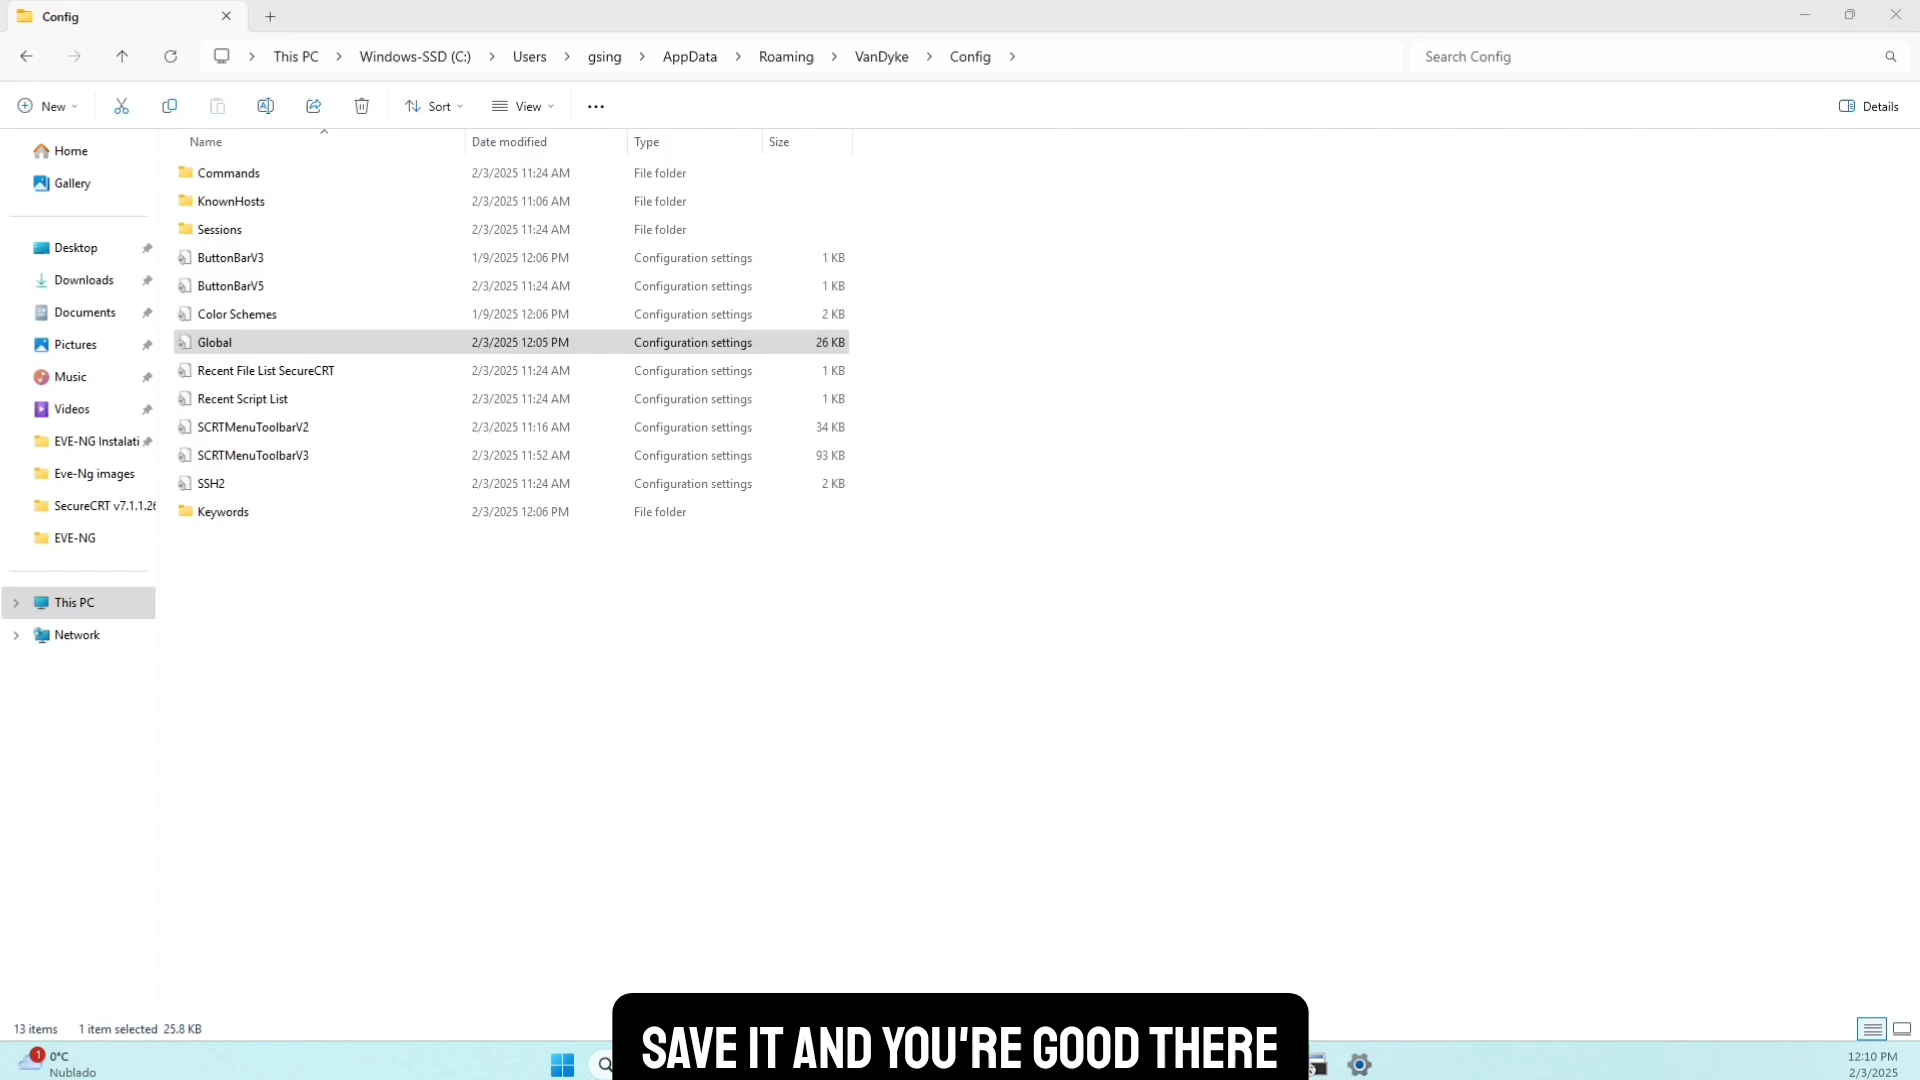 Config
This PC
Windows-SSD (C:)
Users
gsing
AppData
Roaming
VanDyke
Config
Search Config
New
Sort
View
Details
Name
Date modified
Type
Size
Home
Gallery
Desktop
Downloads
Documents
Pictures
Music
Videos
EVE-NG Instalati
Eve-Ng images
SecureCRT v7.1.1.26
EVE-NG
This PC
Network
Commands 2/3/2025 11:24 AM File folder
KnownHosts 2/3/2025 11:06 AM File folder
Sessions 2/3/2025 11:24 AM File folder
ButtonBarV3 1/9/2025 12:06 PM Configuration settings 1 KB
ButtonBarV5 2/3/2025 11:24 AM Configuration settings 1 KB
Color Schemes 1/9/2025 12:06 PM Configuration settings 2 KB
Global 2/3/2025 12:05 PM Configuration settings 26 KB
Recent File List SecureCRT 2/3/2025 11:24 AM Configuration settings 1 KB
Recent Script List 2/3/2025 11:24 AM Configuration settings 1 KB
SCRTMenuToolbarV2 2/3/2025 11:16 AM Configuration settings 34 KB
SCRTMenuToolbarV3 2/3/2025 11:52 AM Configuration settings 93 KB
SSH2 2/3/2025 11:24 AM Configuration settings 2 KB
Keywords 2/3/2025 12:06 PM File folder
13 items 1 item selected 25.8 KB
SAVE IT AND YOU'RE GOOD THERE
1
0°C
Nublado
12:10 PM
2/3/2025